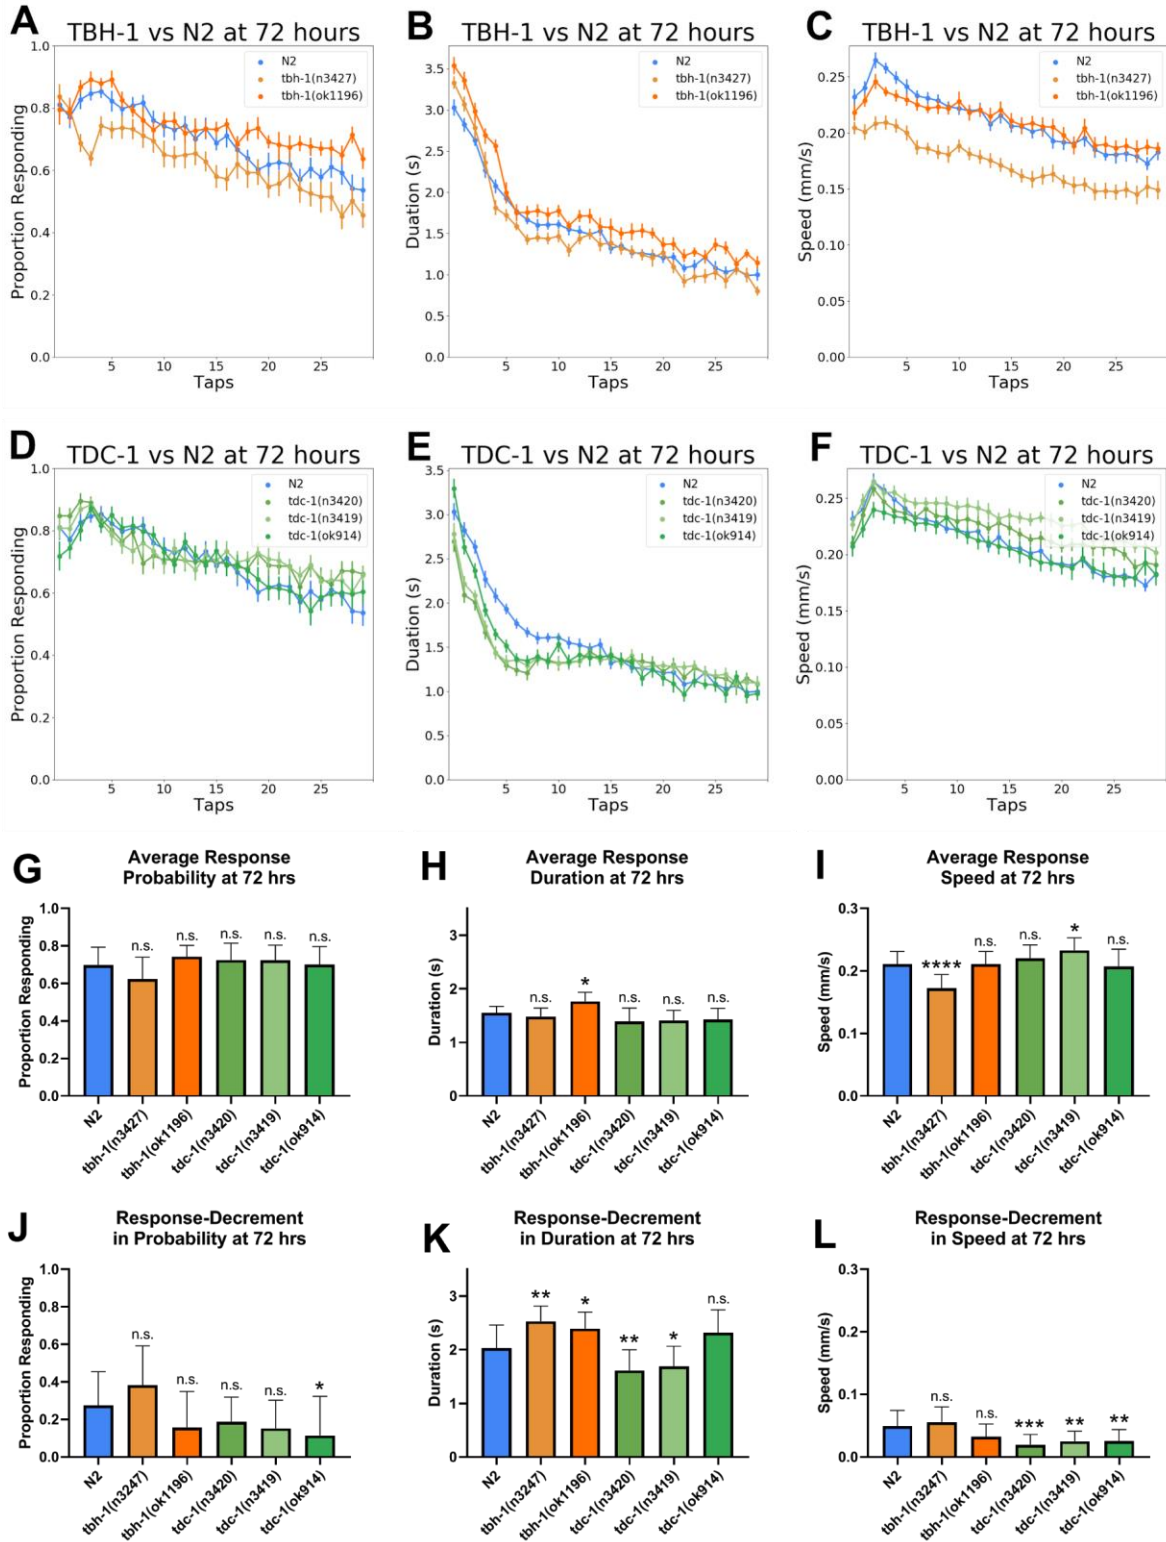 A
TBH-1 vs N2 at 72 hours
1.0
0.8
0.6
0.4
0.2
0.0
5
10
15
20
25
Proportion Responding
Taps
N2
tbh-1(n3427)
tbh-1(ok1196)
B
TBH-1 vs N2 at 72 hours
3.5
3.0
2.5
2.0
1.5
1.0
0.5
0.0
5
10
15
20
25
Duation (s)
Taps
N2
tbh-1(n3427)
tbh-1(ok1196)
C
TBH-1 vs N2 at 72 hours
0.25
0.20
0.15
0.10
0.05
0.00
5
10
15
20
25
Speed (mm/s)
Taps
N2
tbh-1(n3427)
tbh-1(ok1196)
D
TDC-1 vs N2 at 72 hours
1.0
0.8
0.6
0.4
0.2
0.0
5
10
15
20
25
Proportion Responding
Taps
N2
tdc-1(n3420)
tdc-1(n3419)
tdc-1(ok914)
E
TDC-1 vs N2 at 72 hours
3.5
3.0
2.5
2.0
1.5
1.0
0.5
0.0
5
10
15
20
25
Duation (s)
Taps
N2
tdc-1(n3420)
tdc-1(n3419)
tdc-1(ok914)
F
TDC-1 vs N2 at 72 hours
0.25
0.20
0.15
0.10
0.05
0.00
5
10
15
20
25
Speed (mm/s)
Taps
N2
tdc-1(n3420)
tdc-1(n3419)
tdc-1(ok914)
G
Average Response
Probability at 72 hrs
Proportion Responding
1.0
0.8
0.6
0.4
0.2
0.0
n.s.
n.s.
n.s.
n.s.
n.s.
N2
tbh-1(n3427)
tbh-1(ok1196)
tdc-1(n3420)
tdc-1(n3419)
tdc-1(ok914)
H
Average Response
Duration at 72 hrs
Duration (s)
3
2
1
0
n.s.
*
n.s.
n.s.
n.s.
N2
tbh-1(n3427)
tbh-1(ok1196)
tdc-1(n3420)
tdc-1(n3419)
tdc-1(ok914)
I
Average Response
Speed at 72 hrs
Speed (mm/s)
0.3
0.2
0.1
0.0
****
n.s.
n.s.
*
n.s.
N2
tbh-1(n3427)
tbh-1(ok1196)
tdc-1(n3420)
tdc-1(n3419)
tdc-1(ok914)
J
Response-Decrement
in Probability at 72 hrs
Proportion Responding
1.0
0.8
0.6
0.4
0.2
0.0
n.s.
n.s.
n.s.
n.s.
*
N2
tbh-1(n3247)
tbh-1(ok1196)
tdc-1(n3420)
tdc-1(n3419)
tdc-1(ok914)
K
Response-Decrement
in Duration at 72 hrs
Duration (s)
3
2
1
0
**
*
**
*
n.s.
N2
tbh-1(n3247)
tbh-1(ok1196)
tdc-1(n3420)
tdc-1(n3419)
tdc-1(ok914)
L
Response-Decrement
in Speed at 72 hrs
Speed (mm/s)
0.3
0.2
0.1
0.0
n.s.
n.s.
***
**
**
N2
tbh-1(n3247)
tbh-1(ok1196)
tdc-1(n3420)
tdc-1(n3419)
tdc-1(ok914)